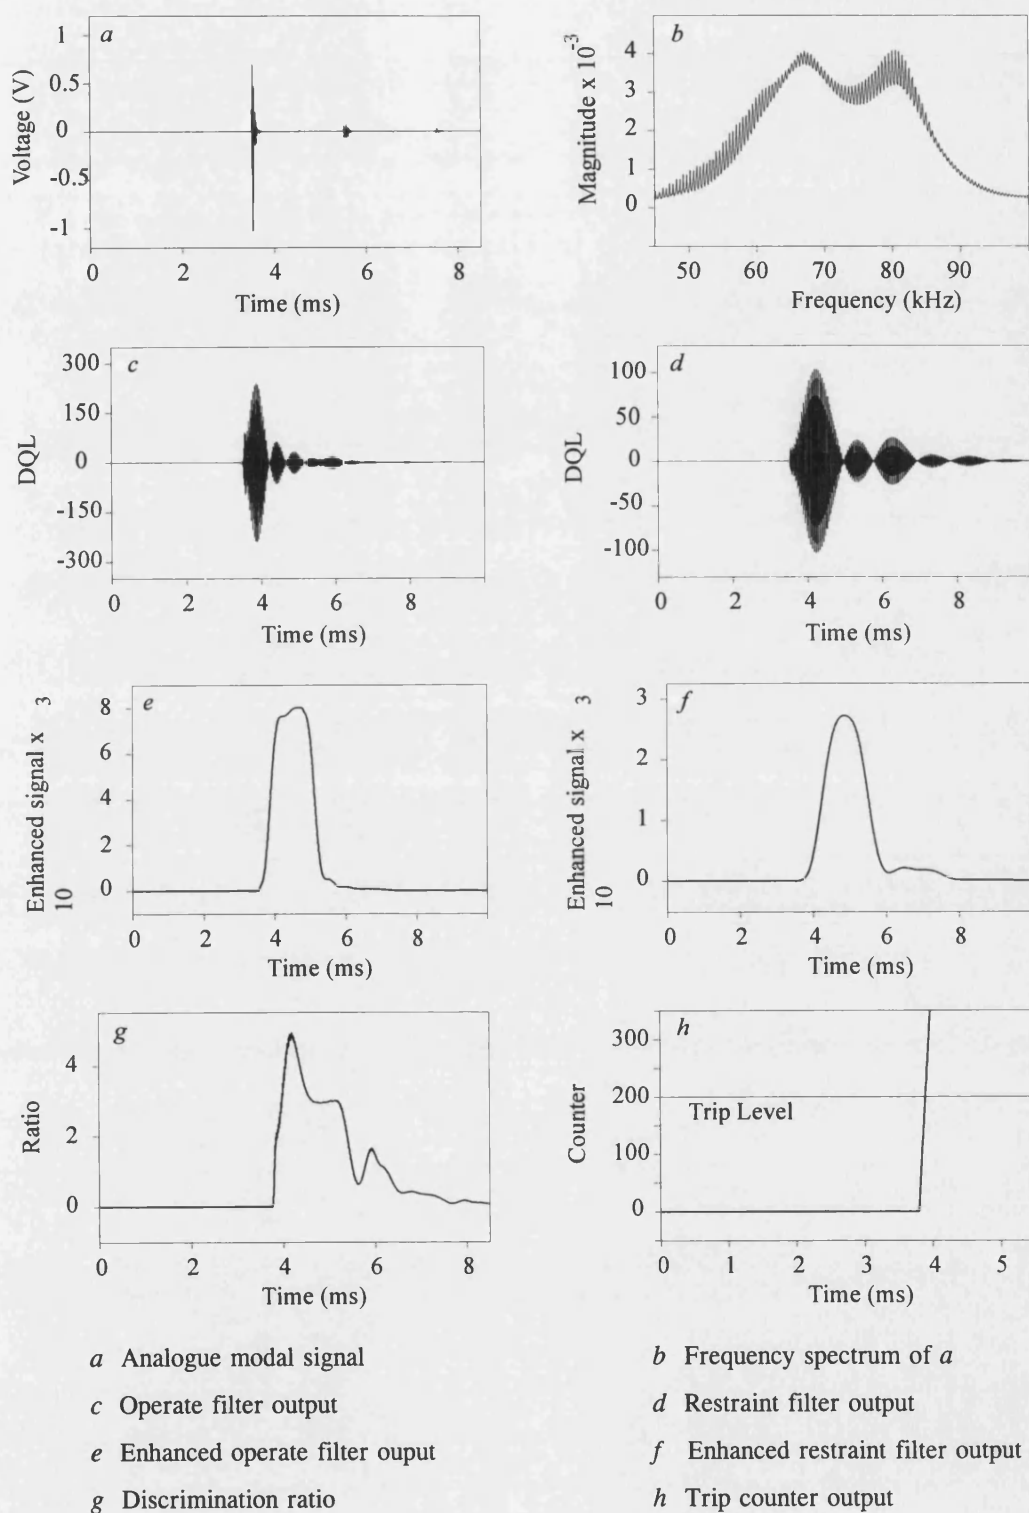 a
1
0.5
0
-0.5
-1
Voltage (V)
0 2 4 6 8
Time (ms)
b
4
3
2
1
0
Magnitude x 10-3
50 60 70 80 90
Frequency (kHz)
c
300
150
0
-150
-300
DQL
0 2 4 6 8
Time (ms)
d
100
50
0
-50
-100
DQL
0 2 4 6 8
Time (ms)
e
8
6
4
2
0
Enhanced signal x 3
10
0 2 4 6 8
Time (ms)
f
3
2
1
0
Enhanced signal x 3
10
0 2 4 6 8
Time (ms)
g
4
2
0
Ratio
0 2 4 6 8
Time (ms)
h
300
200
100
0
Trip Level
Counter
0 1 2 3 4 5
Time (ms)
a Analogue modal signal
b Frequency spectrum of a
c Operate filter output
d Restraint filter output
e Enhanced operate filter ouput
f Enhanced restraint filter output
g Discrimination ratio
h Trip counter output